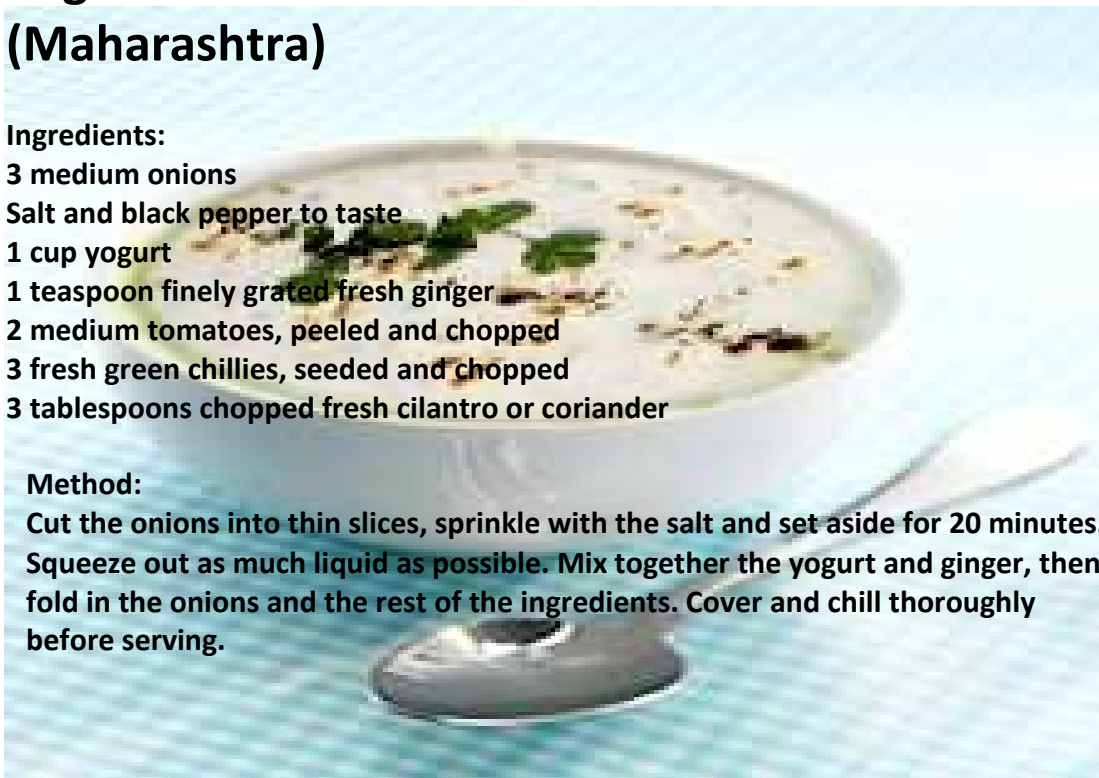 (Maharashtra)
Ingredients:
3 medium onions
Salt and black pepper to taste
1 cup yogurt
1 teaspoon finely grated fresh ginger
2 medium tomatoes, peeled and chopped
3 fresh green chillies, seeded and chopped
3 tablespoons chopped fresh cilantro or coriander
Method:
Cut the onions into thin slices, sprinkle with the salt and set aside for 20 minutes.
Squeeze out as much liquid as possible. Mix together the yogurt and ginger, then
fold in the onions and the rest of the ingredients. Cover and chill thoroughly
before serving.